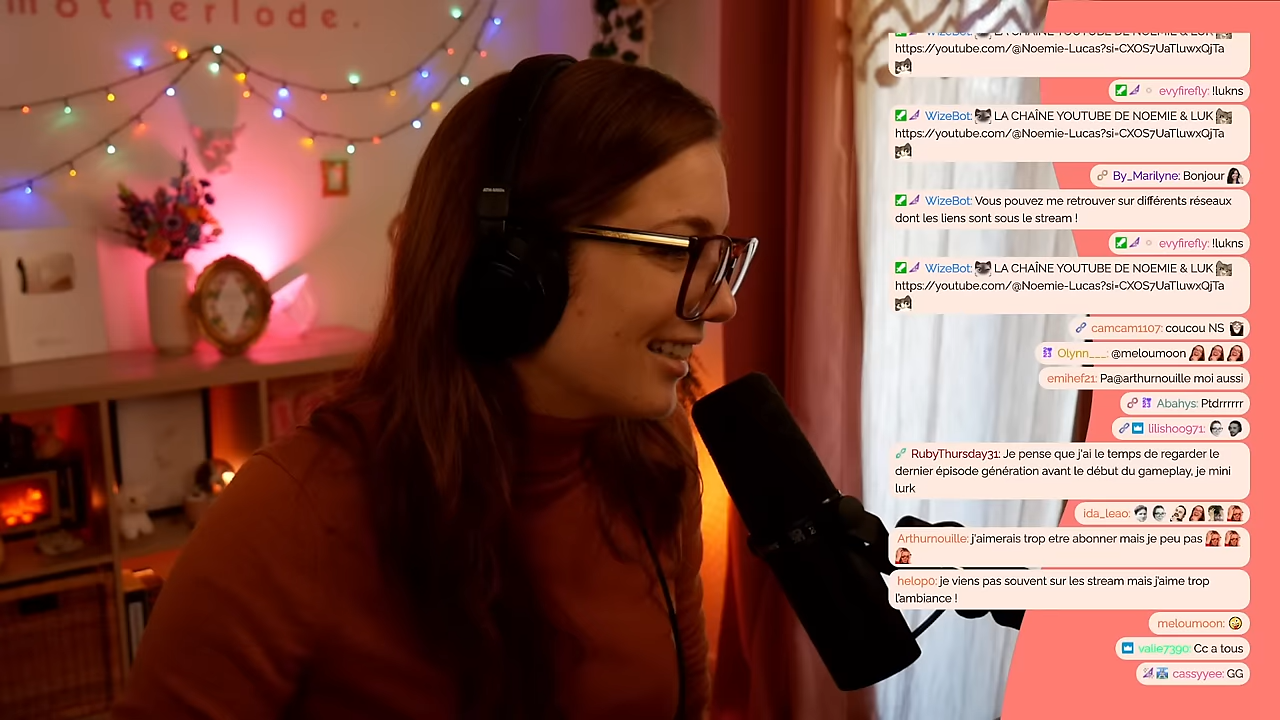 motherlode.
WizeBot: LA CHAÎNE YOUTUBE DE NOEMIE & LUK
https://youtube.com/@Noemie-Lucas?si=CXOS7UaTluwxQjTa
evyfirefly: !lukns
WizeBot: LA CHAÎNE YOUTUBE DE NOEMIE & LUK
https://youtube.com/@Noemie-Lucas?si=CXOS7UaTluwxQjTa
By_Marilyne: Bonjour
WizeBot: Vous pouvez me retrouver sur différents réseaux
dont les liens sont sous le stream !
evyfirefly: !lukns
WizeBot: LA CHAÎNE YOUTUBE DE NOEMIE & LUK
https://youtube.com/@Noemie-Lucas?si=CXOS7UaTluwxQjTa
camcam1107: coucou NS
Olynn___: @meloumoon
emihef21: Pa@arthurnouille moi aussi
Abahys: Ptdrrrrrr
lilishoo971:
RubyThursday31: Je pense que j'ai le temps de regarder le
dernier épisode génération avant le début du gameplay, je mini
lurk
ida_leao:
Arthurnouille: j'aimerais trop etre abonner mais je peu pas
helop0: je viens pas souvent sur les stream mais j'aime trop
l'ambiance !
meloumoon:
valie7390: Cc a tous
cassyyee: GG